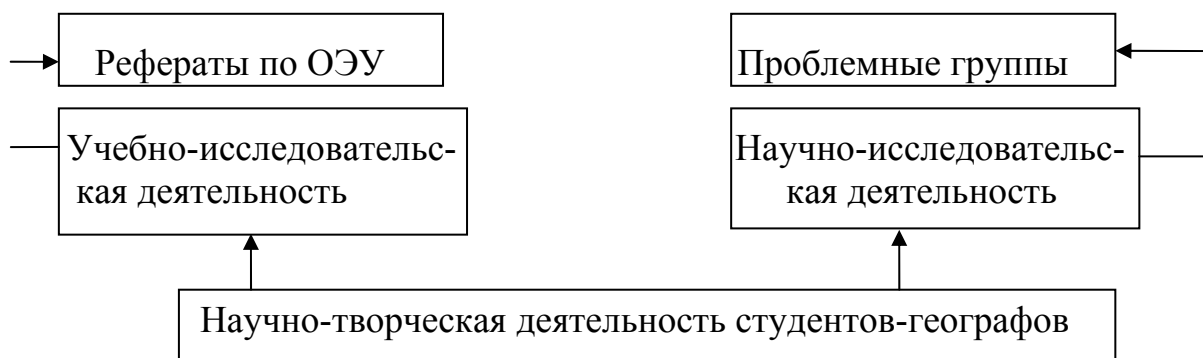 Рефераты по ОЭУ
Проблемные группы
Учебно-исследовательс-
кая деятельность
Научно-исследовательс-
кая деятельность
Научно-творческая деятельность студентов-географов